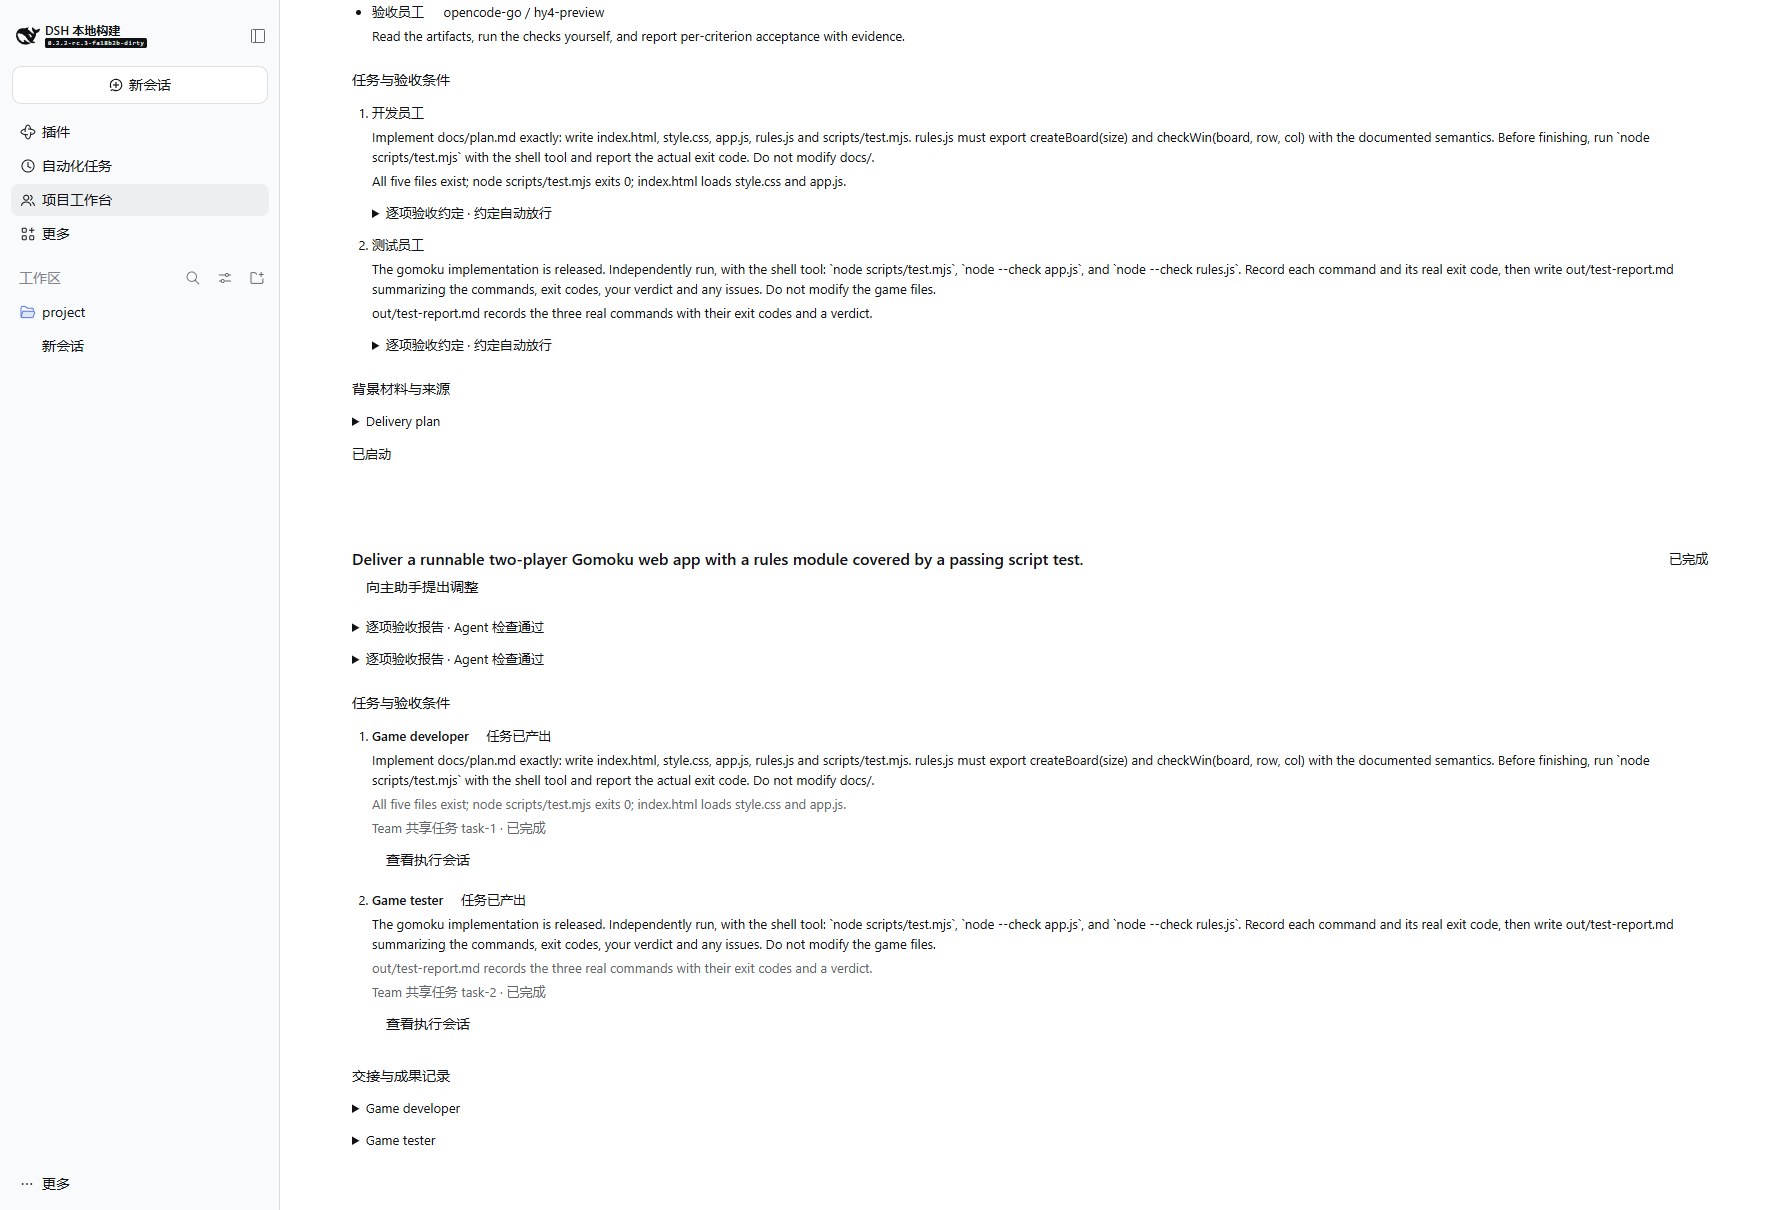 DSH 本地构建
0.2.2-rc.3-fa18b2b-dirty
新会话
插件
自动化任务
项目工作台
更多
工作区
project
新会话
更多
验收员工 opencode-go / hy4-preview
Read the artifacts, run the checks yourself, and report per-criterion acceptance with evidence.
任务与验收条件
1. 开发员工
Implement docs/plan.md exactly: write index.html, style.css, app.js, rules.js and scripts/test.mjs. rules.js must export createBoard(size) and checkWin(board, row, col) with the documented semantics. Before finishing, run `node
scripts/test.mjs` with the shell tool and report the actual exit code. Do not modify docs/.
All five files exist; node scripts/test.mjs exits 0; index.html loads style.css and app.js.
逐项验收约定 · 约定自动放行
2. 测试员工
The gomoku implementation is released. Independently run, with the shell tool: `node scripts/test.mjs`, `node --check app.js`, and `node --check rules.js`. Record each command and its real exit code, then write out/test-report.md
summarizing the commands, exit codes, your verdict and any issues. Do not modify the game files.
out/test-report.md records the three real commands with their exit codes and a verdict.
逐项验收约定 · 约定自动放行
背景材料与来源
Delivery plan
已启动
Deliver a runnable two-player Gomoku web app with a rules module covered by a passing script test. 已完成
向主助手提出调整
逐项验收报告 · Agent 检查通过
逐项验收报告 · Agent 检查通过
任务与验收条件
1. Game developer 任务已产出
Implement docs/plan.md exactly: write index.html, style.css, app.js, rules.js and scripts/test.mjs. rules.js must export createBoard(size) and checkWin(board, row, col) with the documented semantics. Before finishing, run `node
scripts/test.mjs` with the shell tool and report the actual exit code. Do not modify docs/.
All five files exist; node scripts/test.mjs exits 0; index.html loads style.css and app.js.
Team 共享任务 task-1 · 已完成
查看执行会话
2. Game tester 任务已产出
The gomoku implementation is released. Independently run, with the shell tool: `node scripts/test.mjs`, `node --check app.js`, and `node --check rules.js`. Record each command and its real exit code, then write out/test-report.md
summarizing the commands, exit codes, your verdict and any issues. Do not modify the game files.
out/test-report.md records the three real commands with their exit codes and a verdict.
Team 共享任务 task-2 · 已完成
查看执行会话
交接与成果记录
Game developer
Game tester